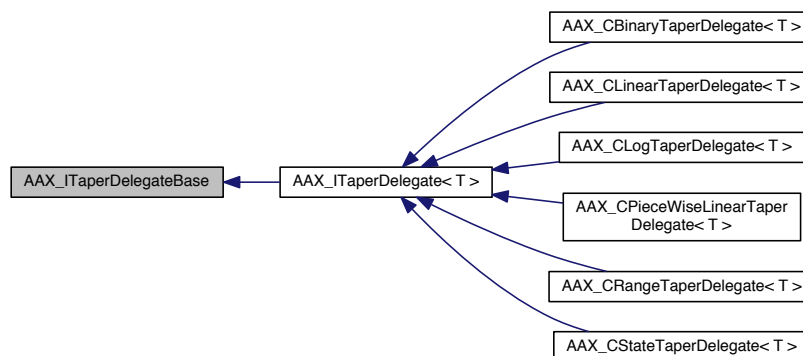 AAX_CBinaryTaperDelegate< T >
AAX_CLinearTaperDelegate< T >
AAX_CLogTaperDelegate< T >
AAX_ITaperDelegateBase
AAX_ITaperDelegate< T >
AAX_CPieceWiseLinearTaper
Delegate< T >
AAX_CRangeTaperDelegate< T >
AAX_CStateTaperDelegate< T >